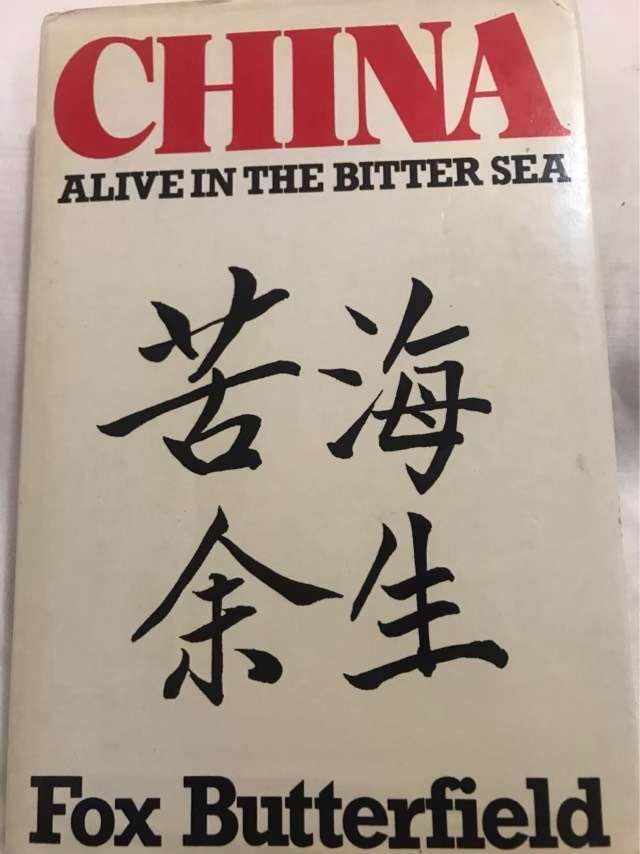 CHINA
ALIVE IN THE BITTER SEA
苦海
余生
Fox Butterfield